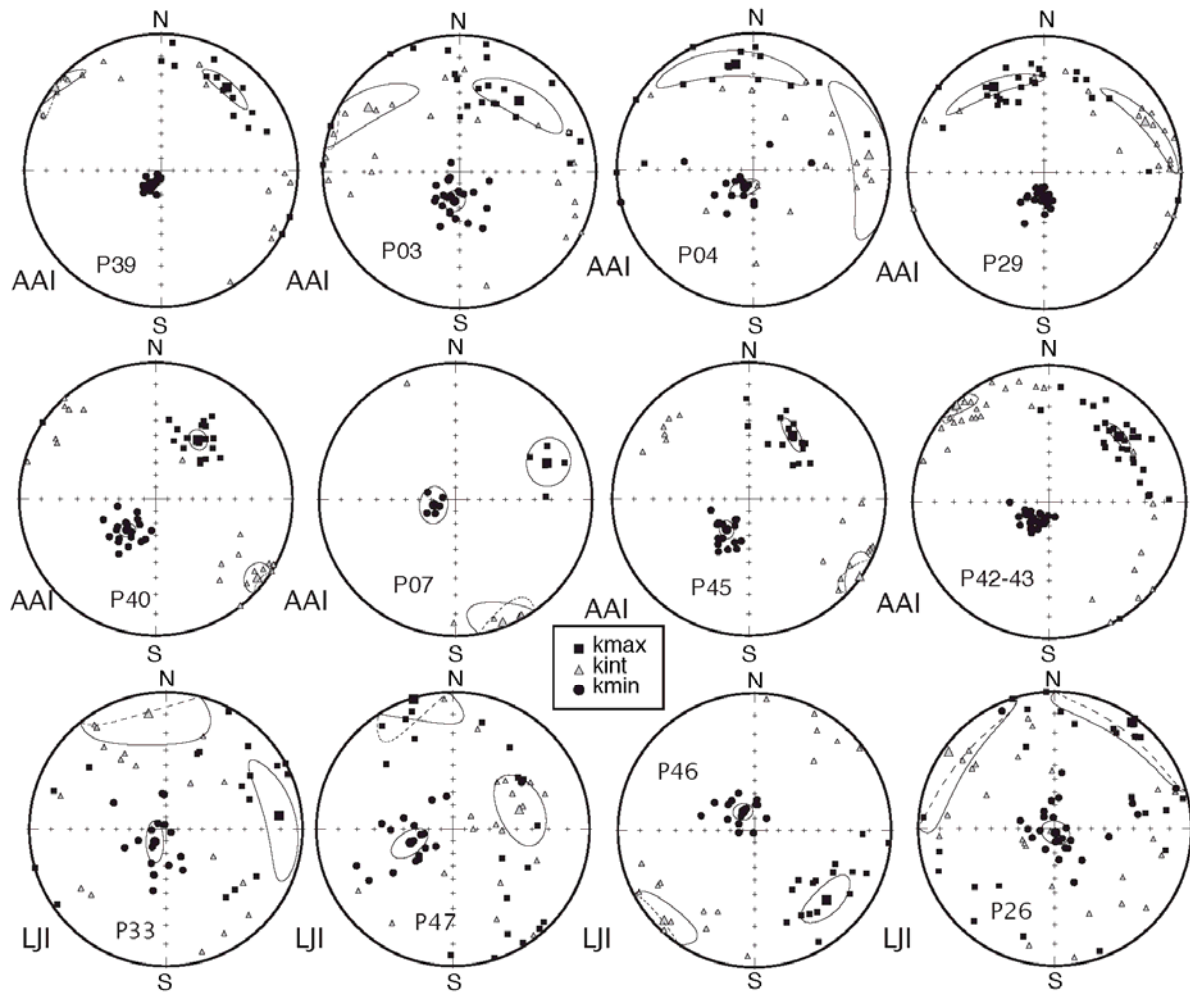 N N N N
P39 P03 P04 P29
AAI AAI AAI AAI
S S S S
N N N N
P40 P07 P45 P42-43
AAI AAI AAI AAI
S S S S
kmax
kint
kmin
N N N N
P46
P33 P47 P26
LJI LJI LJI LJI
S S S S